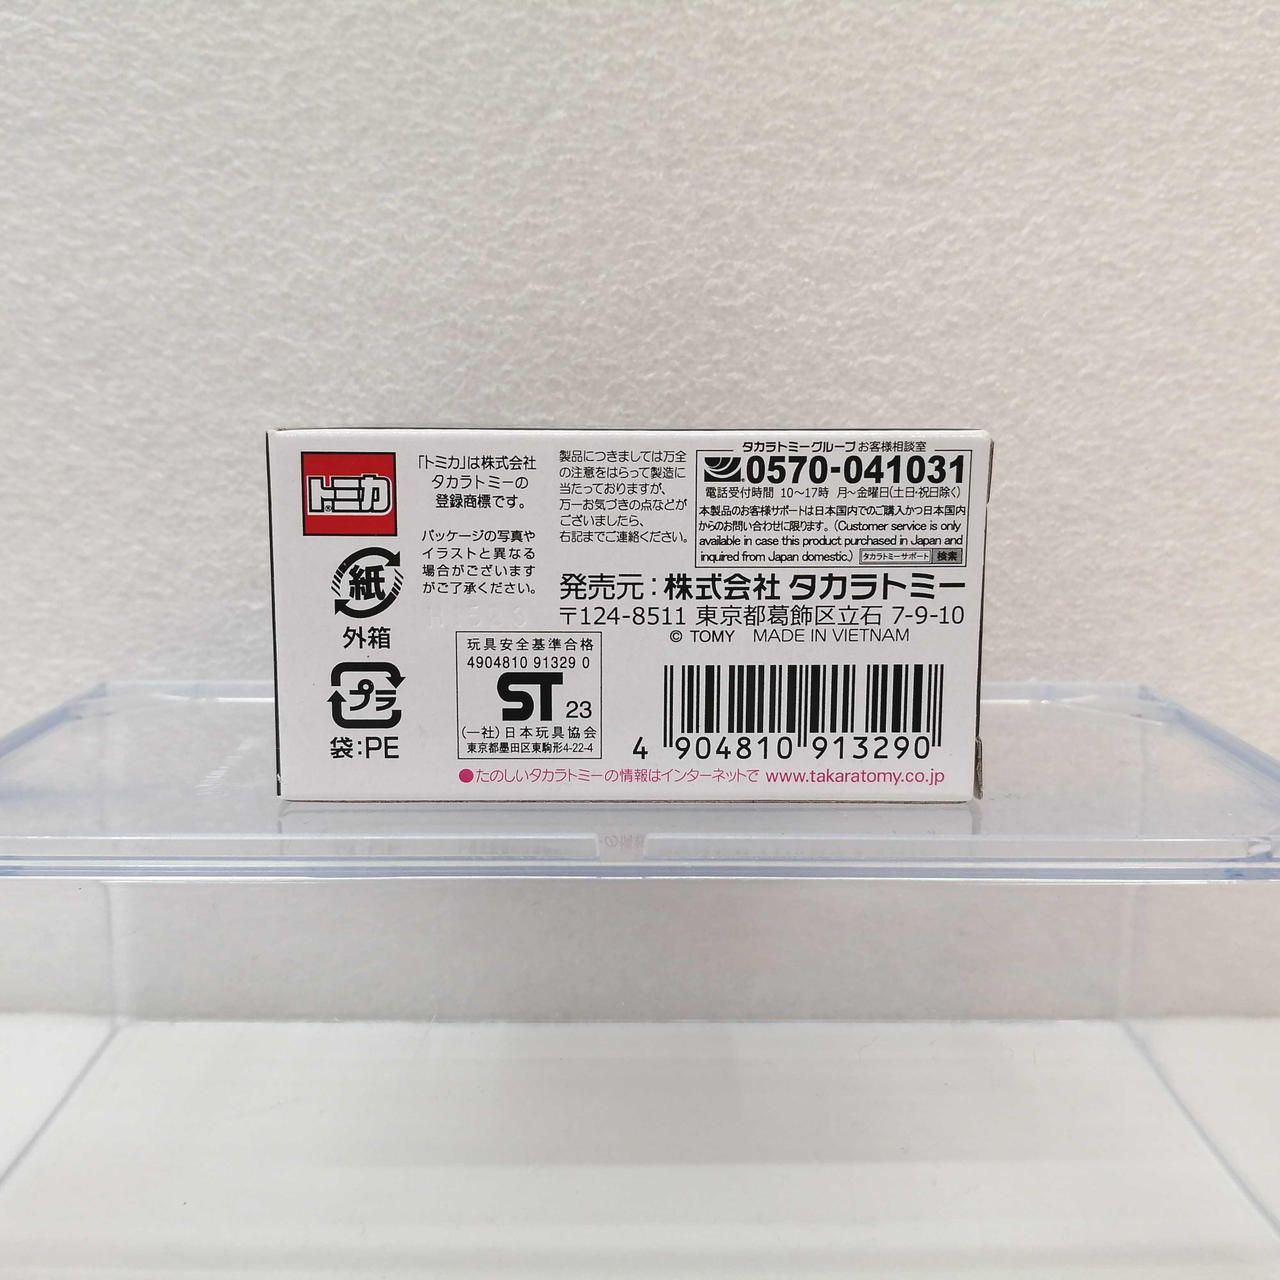 トミカ®
「トミカ」は株式会社
タカラトミーの
登録商標です。
パッケージの写真や
イラストと異なる
場合がございます
がご了承ください。
紙
外箱
プラ
袋:PE
製品につきましては万全
の注意をはらって製造に
当たっておりますが、
万一お気づきの点などが
ございましたら、
右記までご連絡ください。
タカラトミーグループお客様相談室
0570-041031
電話受付時間 10~17時 月~金曜日(土日・祝日除く)
本製品のお客様サポートは日本国内でのご購入かつ日本国内
からのお問い合わせに限ります。(Customer service is only
available in case this product purchased in Japan and
inquired from Japan domestic.) タカラトミーサポート 検索
発売元:株式会社 タカラトミー
〒124-8511 東京都葛飾区立石 7-9-10
© TOMY MADE IN VIETNAM
玩具安全基準合格
4904810 91329 0
ST 23
(一社)日本玩具協会
東京都墨田区東駒形4-22-4
4 904810 913290
●たのしいタカラトミーの情報はインターネットで www.takaratomy.co.jp